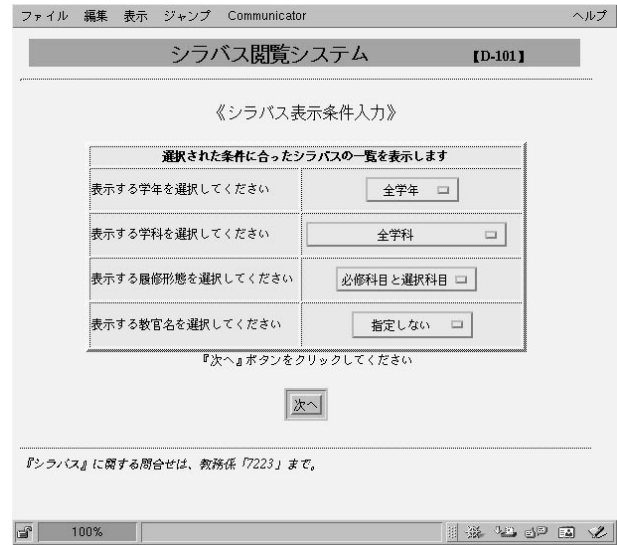 ファイル 編集 表示 ジャンプ Communicator ヘルプ
シラバス閲覧システム 【D-101】
《シラバス表示条件入力》
選択された条件に合ったシラバスの一覧を表示します
表示する学年を選択してください 全学年
表示する学科を選択してください 全学科
表示する履修形態を選択してください 必修科目と選択科目
表示する教官名を選択してください 指定しない
『次へ』ボタンをクリックしてください
次へ
『シラバス』に関する問合せは、教務係「7223」まで。
100%